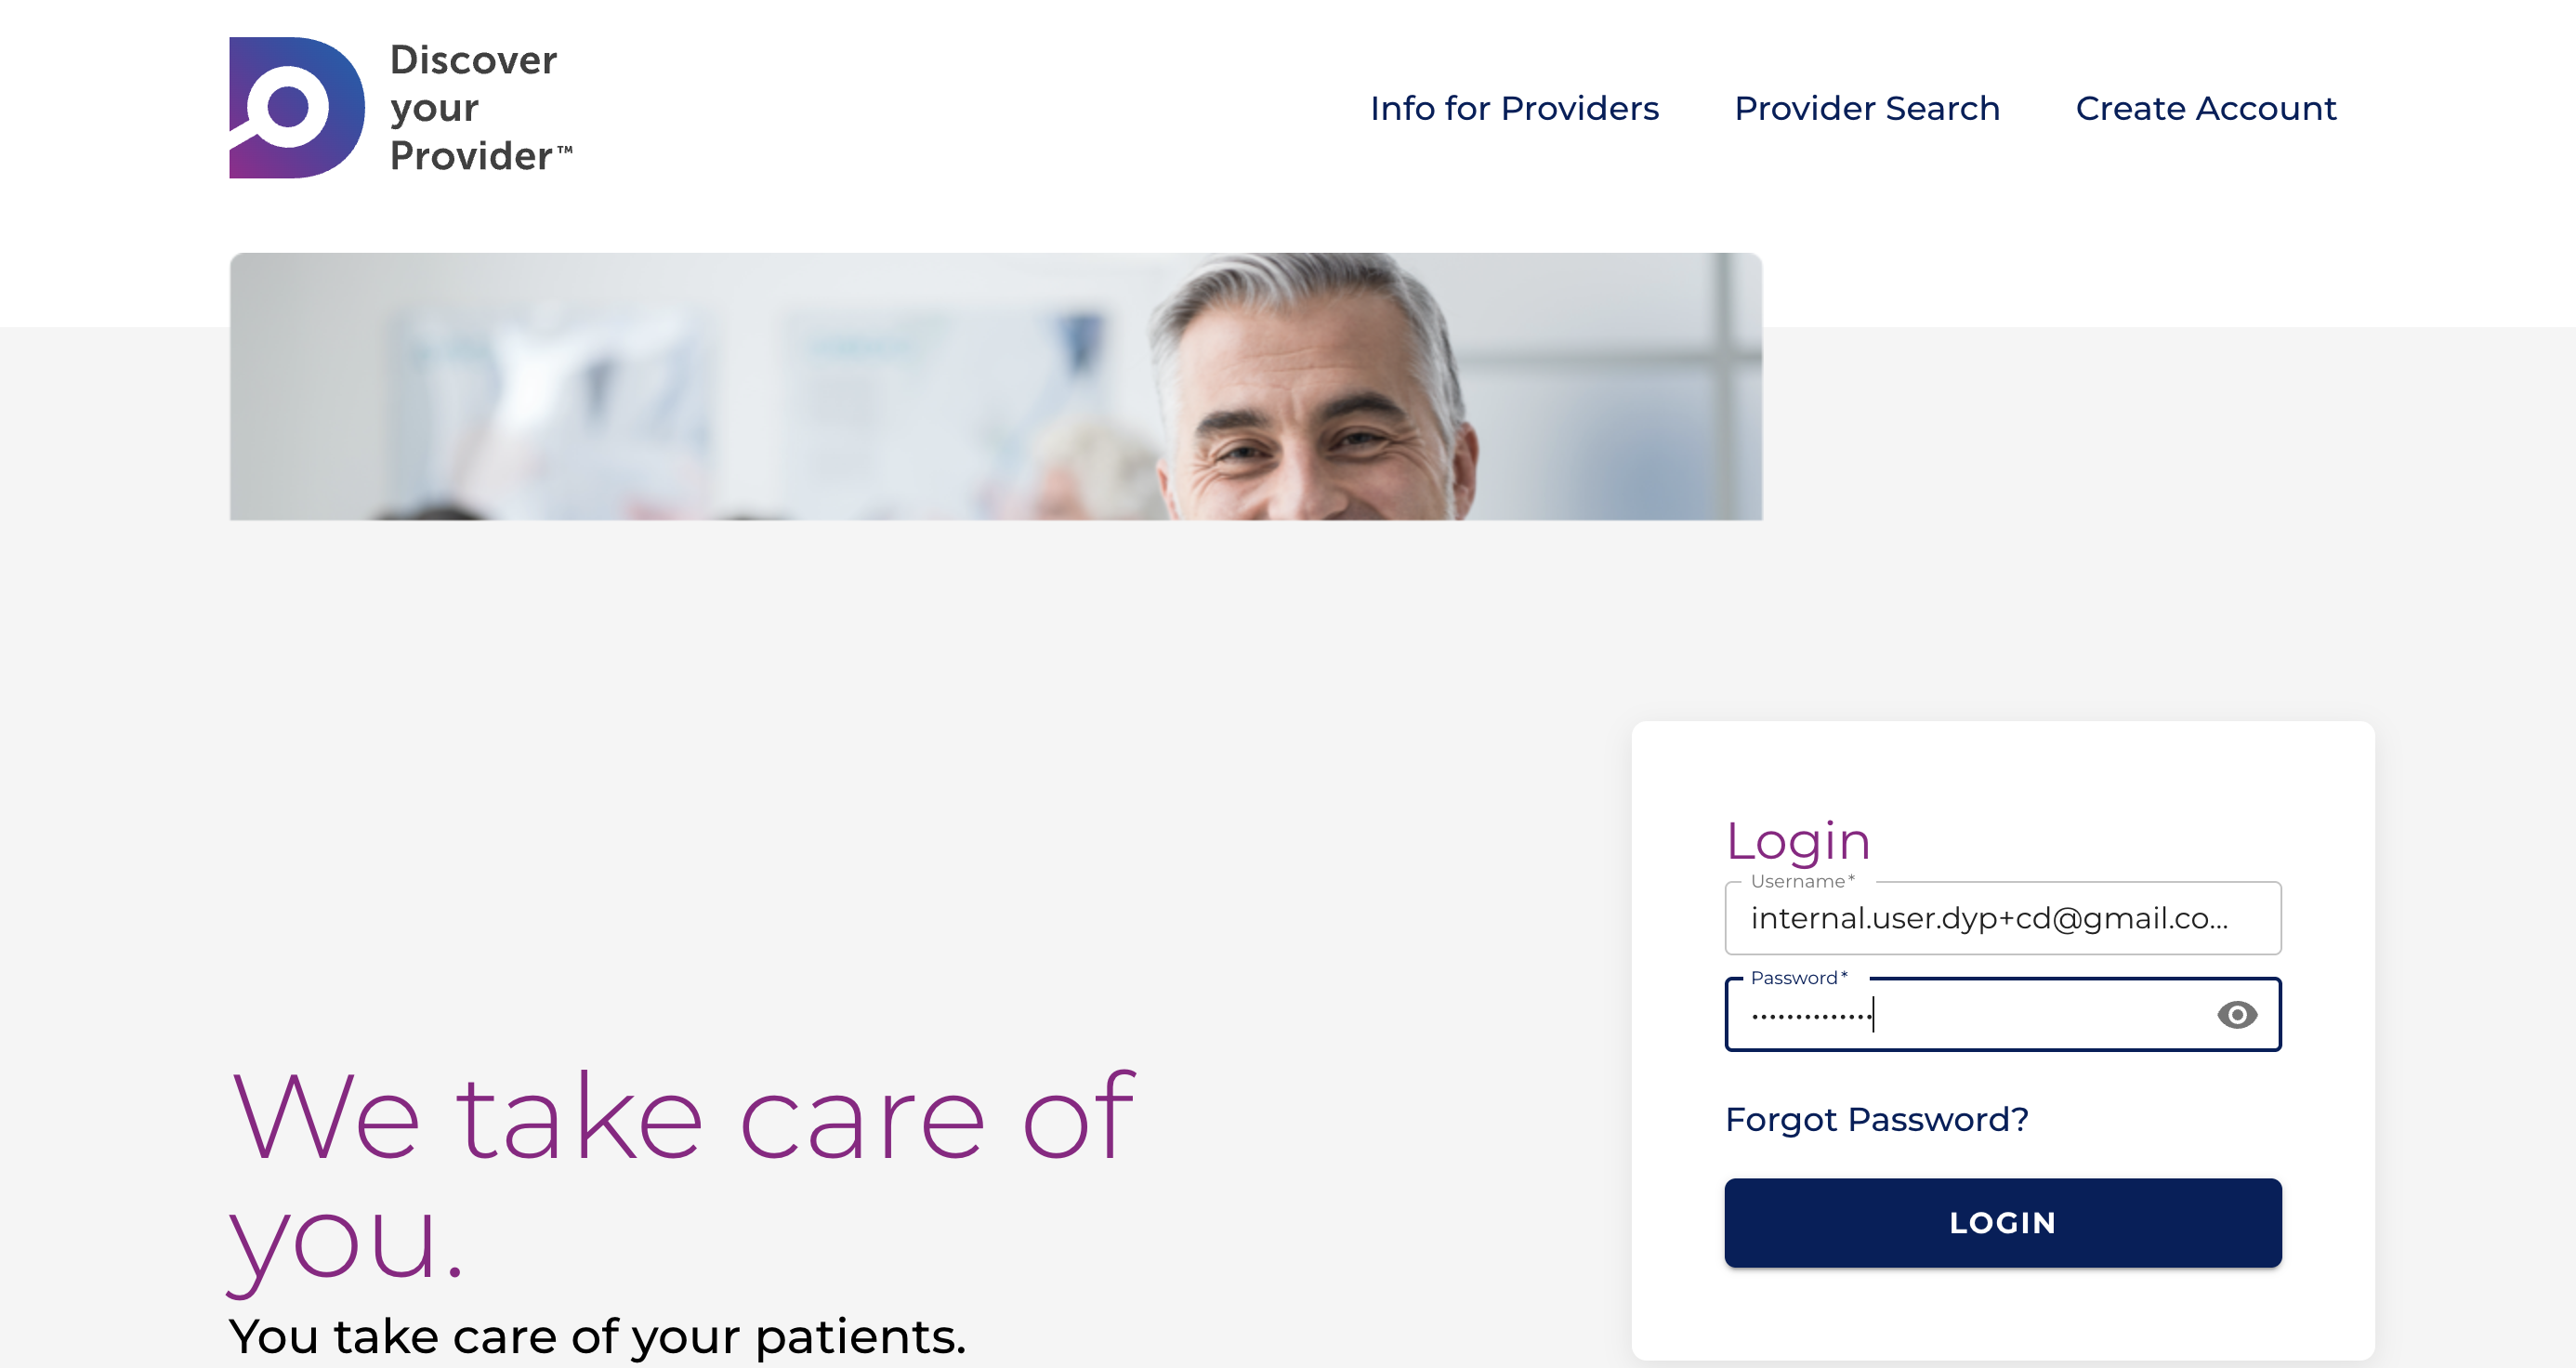 Discover
your
Provider™
Info for Providers
Provider Search
Create Account
Login
Username*
internal.user.dyp+cd@gmail.co...
Password*
Forgot Password?
LOGIN
We take care of
you.
You take care of your patients.